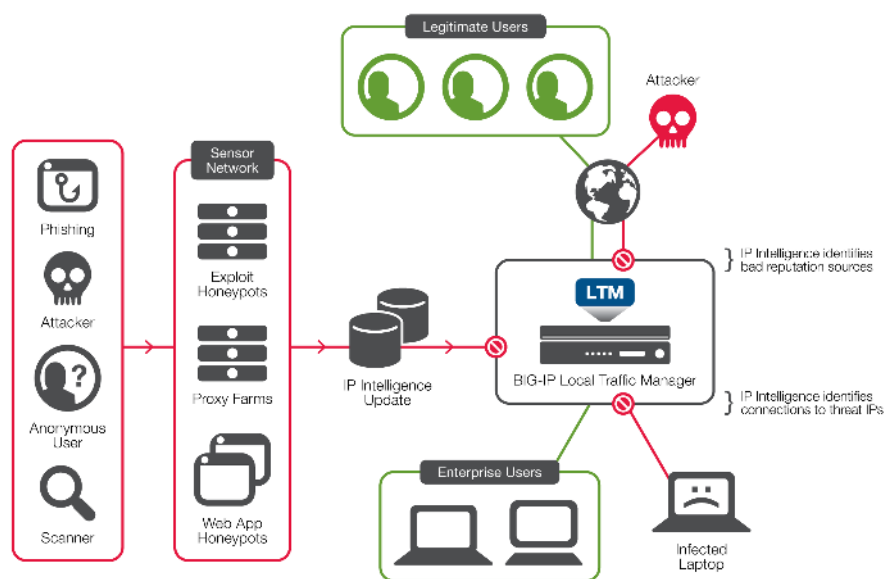 Legitimate Users
Attacker
Sensor
Network
Phishing
Exploit
Honeypots
Attacker
IP Intelligence identifies
bad reputation sources
LTM
BIG-IP Local Traffic Manager
IP Intelligence
Update
Proxy Farms
IP Intelligence identifies
connections to threat IPs
?
Anonymous
User
Enterprise Users
Web App
Honeypots
Scanner
Infected
Laptop